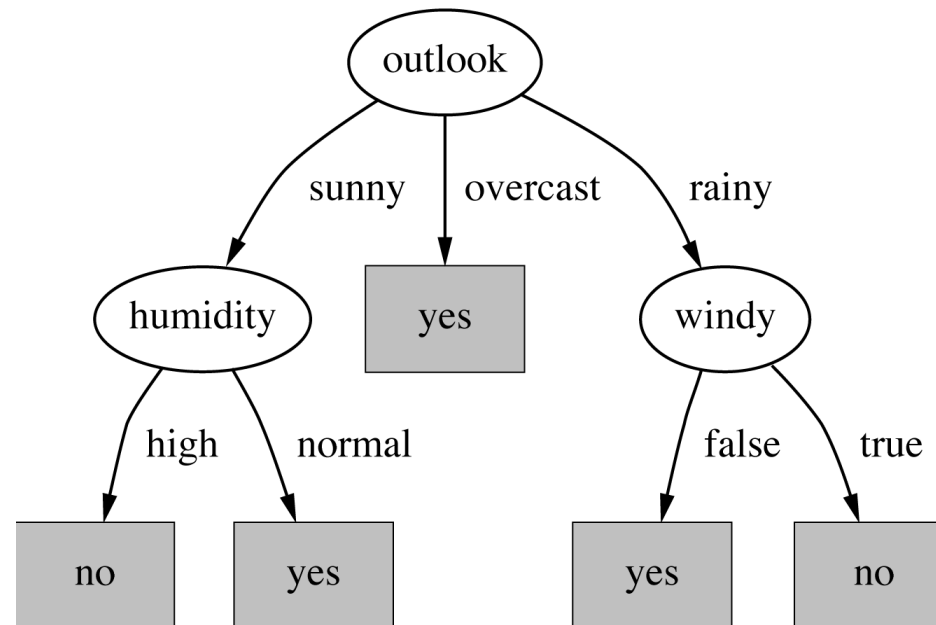 outlook
sunny overcast rainy
humidity yes windy
high normal false true
no yes yes no